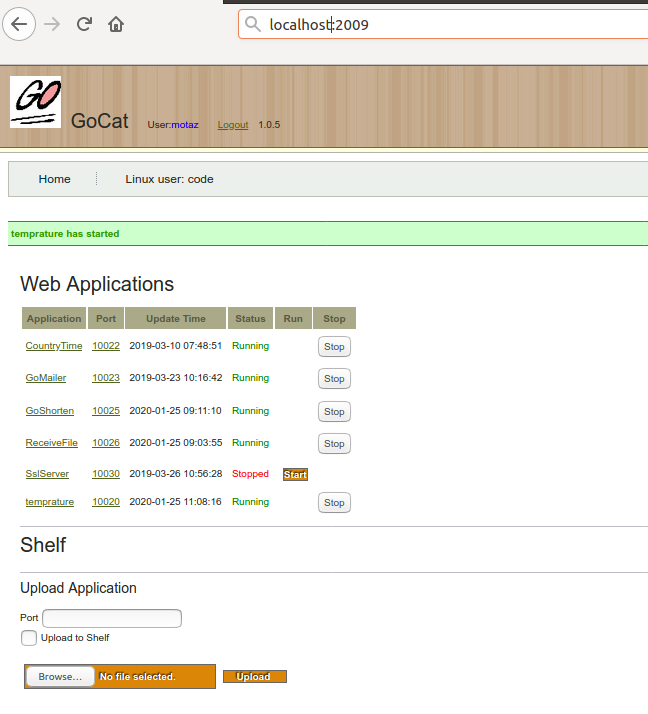 localhost:2009
GO
GoCat User:motaz Logout 1.0.5
Home Linux user: code
temprature has started
Web Applications
Application Port Update Time Status Run Stop
CountryTime 10022 2019-03-10 07:48:51 Running Stop
GoMailer 10023 2019-03-23 10:16:42 Running Stop
GoShorten 10025 2020-01-25 09:11:10 Running Stop
ReceiveFile 10026 2020-01-25 09:03:55 Running Stop
SslServer 10030 2019-03-26 10:56:28 Stopped Start
temprature 10020 2020-01-25 11:08:16 Running Stop
Shelf
Upload Application
Port
Upload to Shelf
Browse... No file selected. Upload